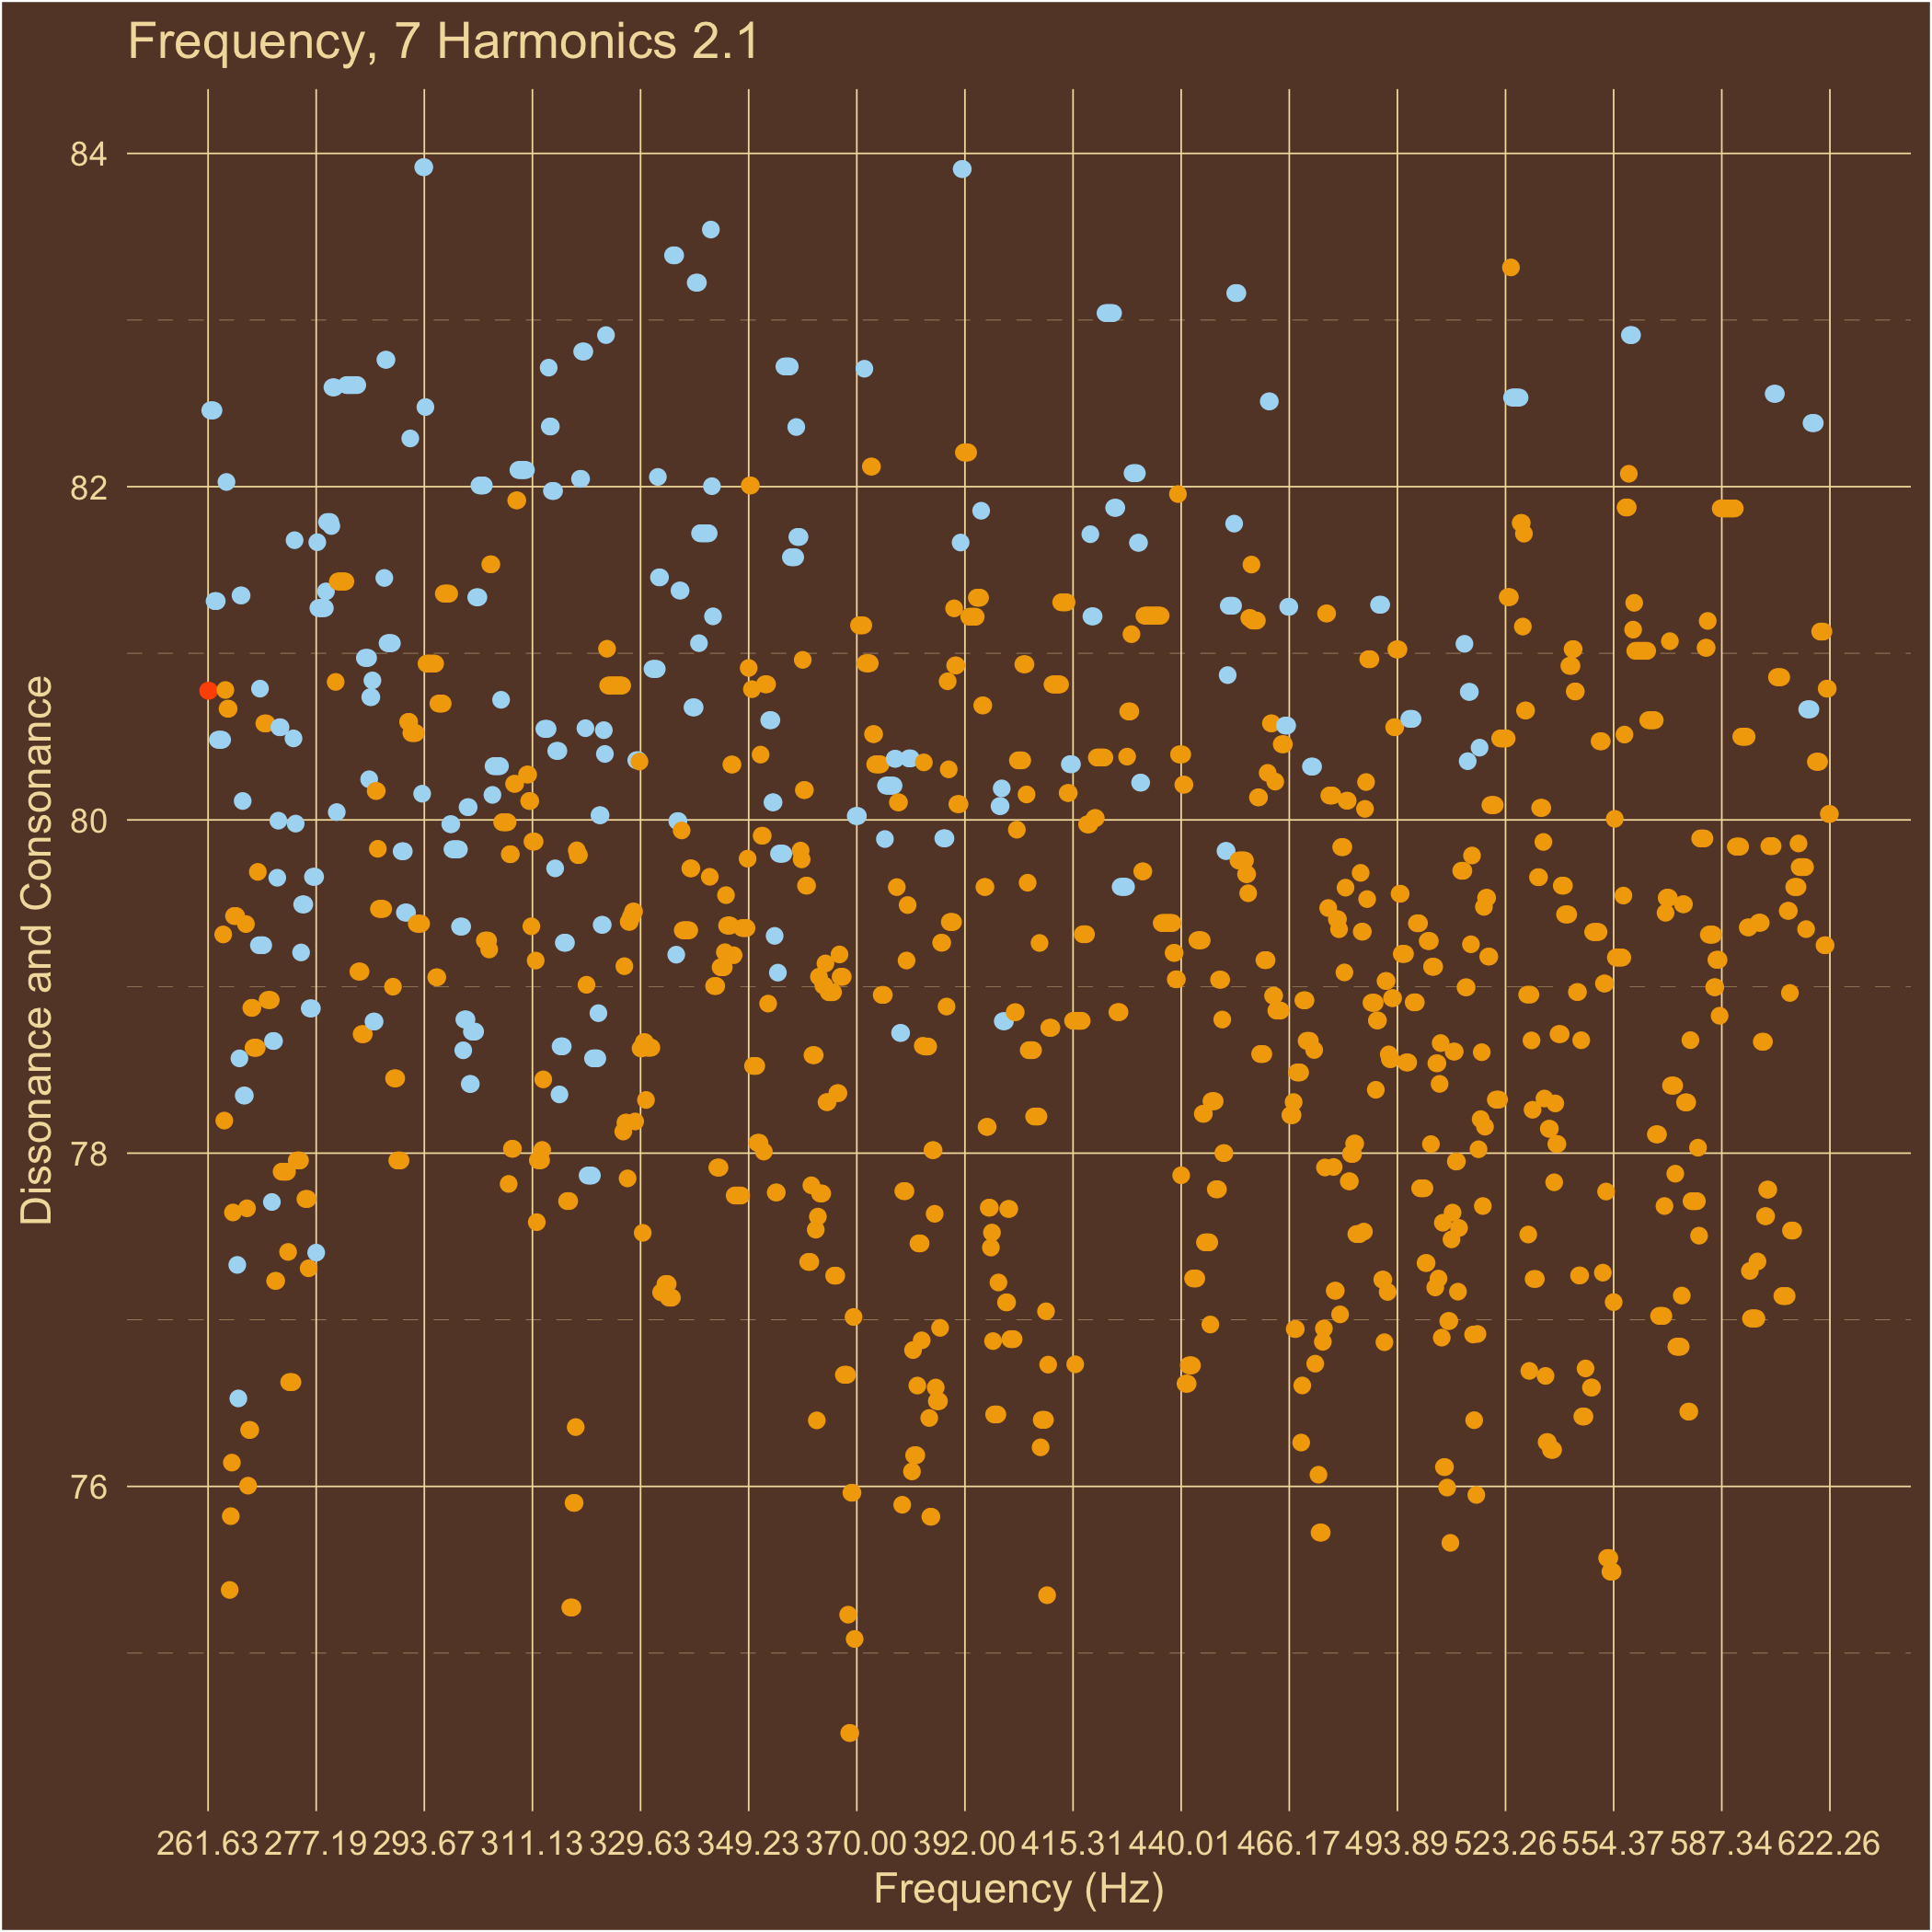 Frequency, 7 Harmonics 2.1
84
82
80
78
76
Dissonance and Consonance
261.63 277.19 293.67 311.13 329.63 349.23 370.00 392.00 415.31 440.01 466.17 493.89 523.26 554.37 587.34 622.26
Frequency (Hz)